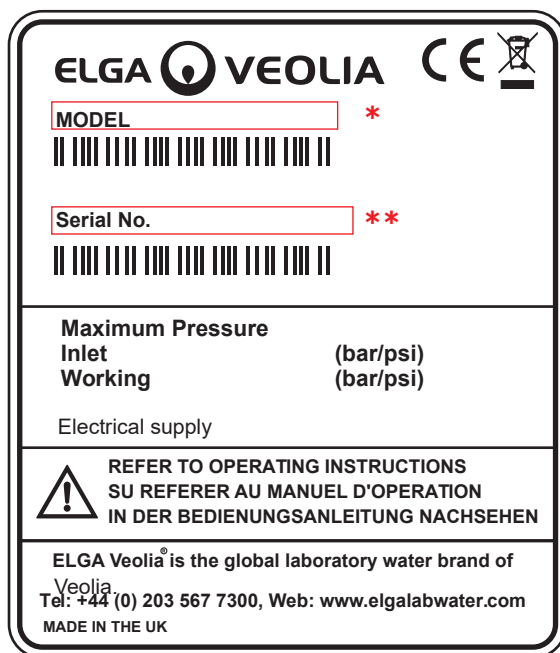 ELGA VEOLIA CE
MODEL *
Serial No. **
Maximum Pressure
Inlet (bar/psi)
Working (bar/psi)
Electrical supply
REFER TO OPERATING INSTRUCTIONS
SU REFERER AU MANUEL D'OPERATION
IN DER BEDIENUNGSANLEITUNG NACHSEHEN
ELGA Veolia® is the global laboratory water brand of
Veolia.
Tel: +44 (0) 203 567 7300, Web: www.elgalabwater.com
MADE IN THE UK